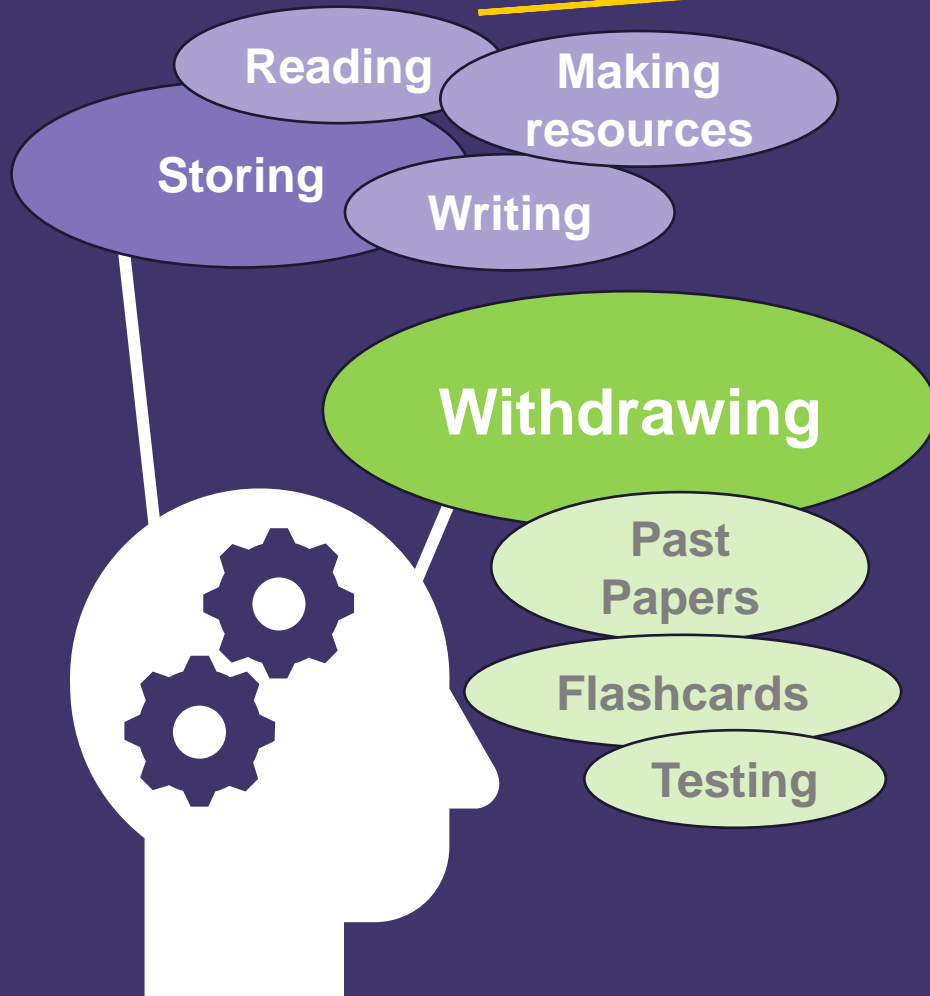 Reading
Making
resources
Storing
Writing
Withdrawing
Past
Papers
Flashcards
Testing